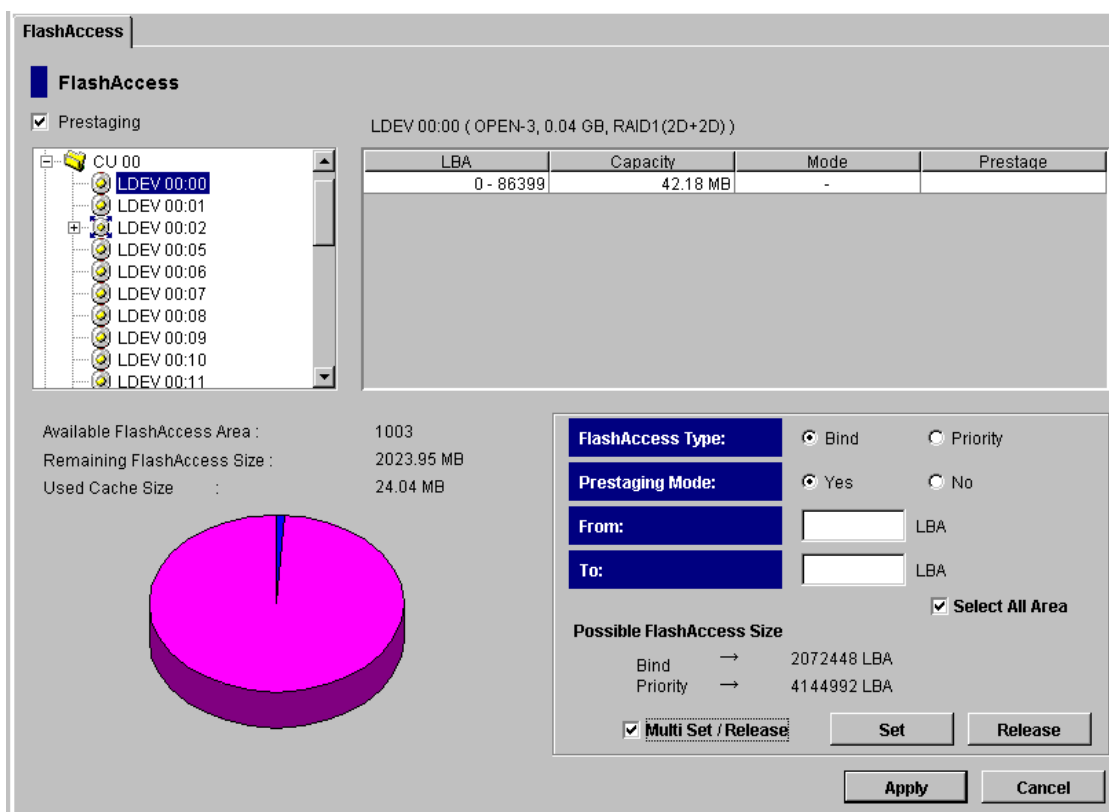 FlashAccess
FlashAccess
Prestaging
LDEV 00:00 ( OPEN-3, 0.04 GB, RAID1(2D+2D) )
CU 00
LDEV 00:00
LDEV 00:01
LDEV 00:02
LDEV 00:05
LDEV 00:06
LDEV 00:07
LDEV 00:08
LDEV 00:09
LDEV 00:10
LDEV 00:11
LBA Capacity Mode Prestage
0 - 86399 42.18 MB -
Available FlashAccess Area : 1003
Remaining FlashAccess Size : 2023.95 MB
Used Cache Size : 24.04 MB
FlashAccess Type: Bind Priority
Prestaging Mode: Yes No
From: LBA
To: LBA
Select All Area
Possible FlashAccess Size
Bind → 2072448 LBA
Priority → 4144992 LBA
Multi Set / Release Set Release
Apply Cancel